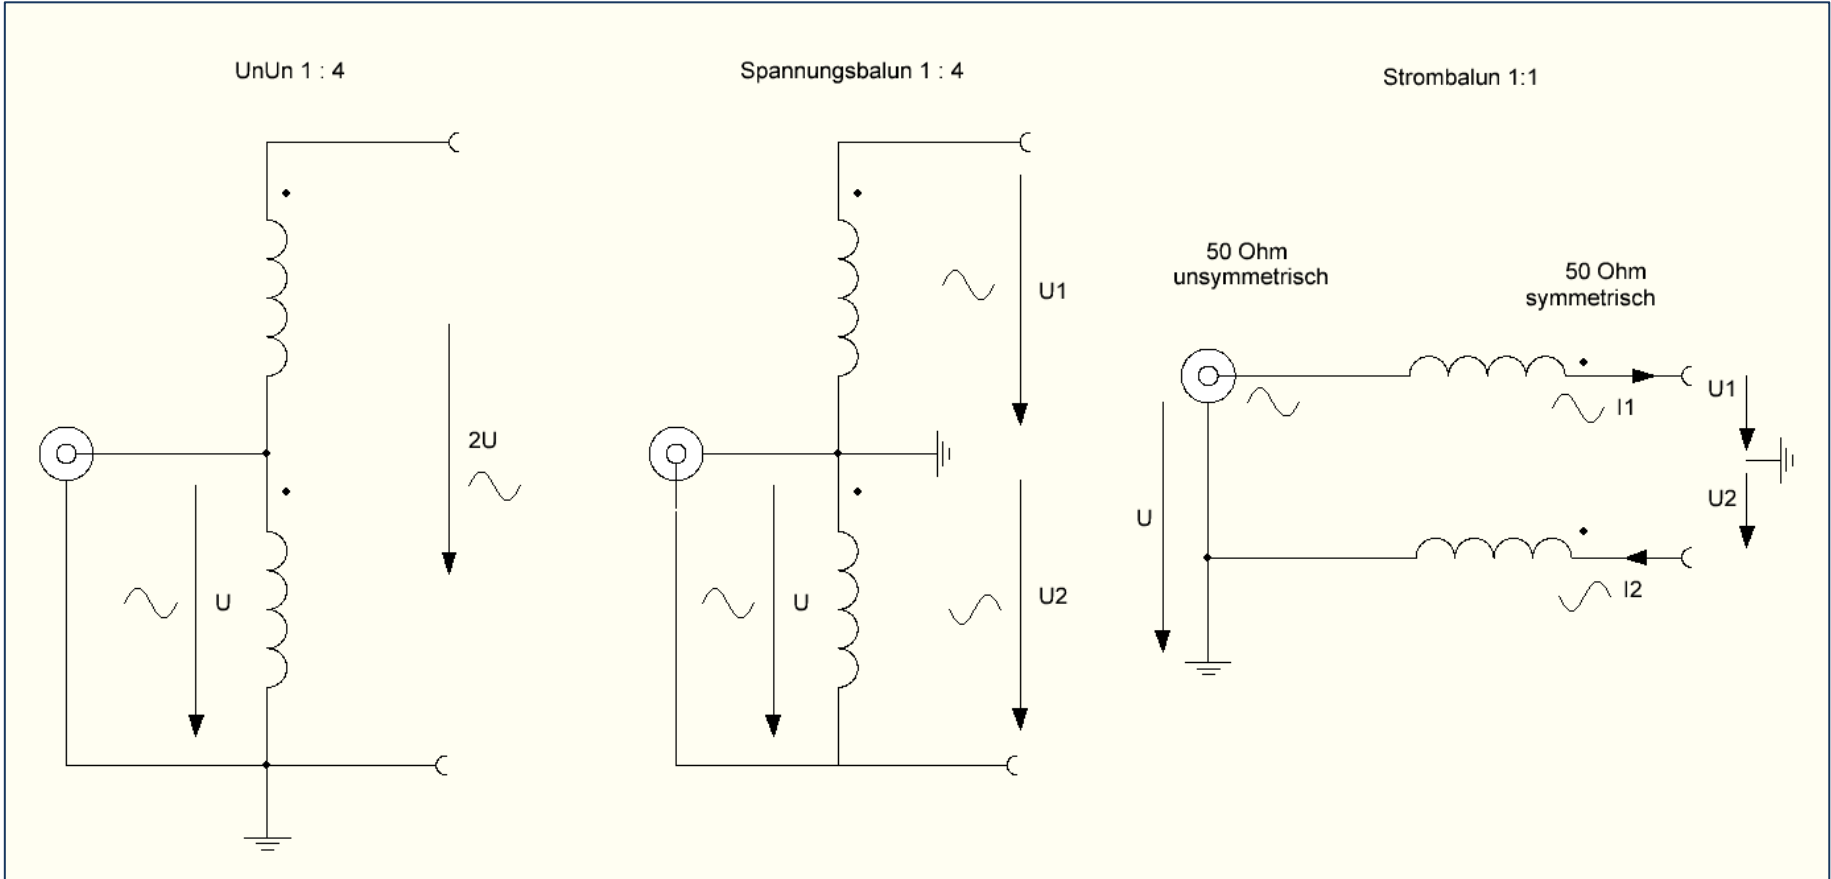 UnUn 1 : 4
2U
U
Spannungsbalun 1 : 4
U1
U
U2
Strombalun 1:1
50 Ohm
unsymmetrisch
50 Ohm
symmetrisch
I1
U1
U
U2
I2